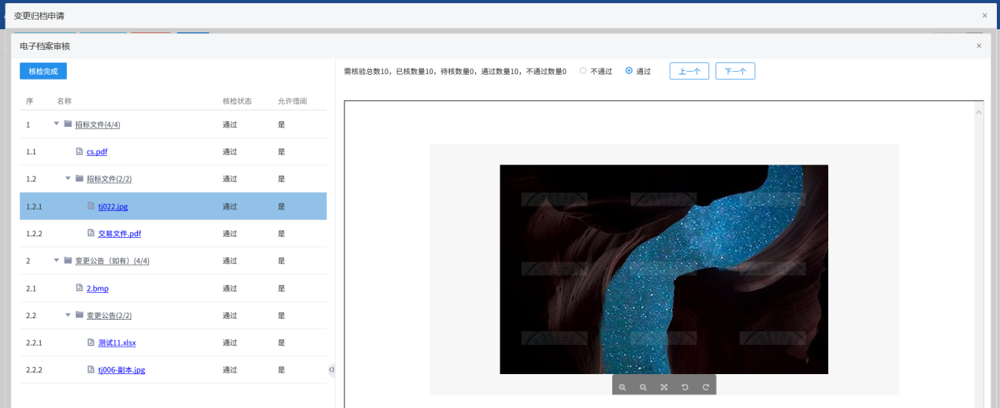 变更归档申请
电子档案审核
核检完成
需核验总数10，已核数量10，待核数量0，通过数量10，不通过数量0 不通过 通过 上一个 下一个
序 名称 核检状态 允许借阅
1 招标文件(4/4) 通过 是
1.1 cs.pdf 通过 是
1.2 招标文件(2/2) 通过 是
1.2.1 tj022.jpg 通过 是
1.2.2 交易文件.pdf 通过 是
2 变更公告（如有）(4/4) 通过 是
2.1 2.bmp 通过 是
2.2 变更公告(2/2) 通过 是
2.2.1 测试11.xlsx 通过 是
2.2.2 tj006-副本.jpg 通过 是